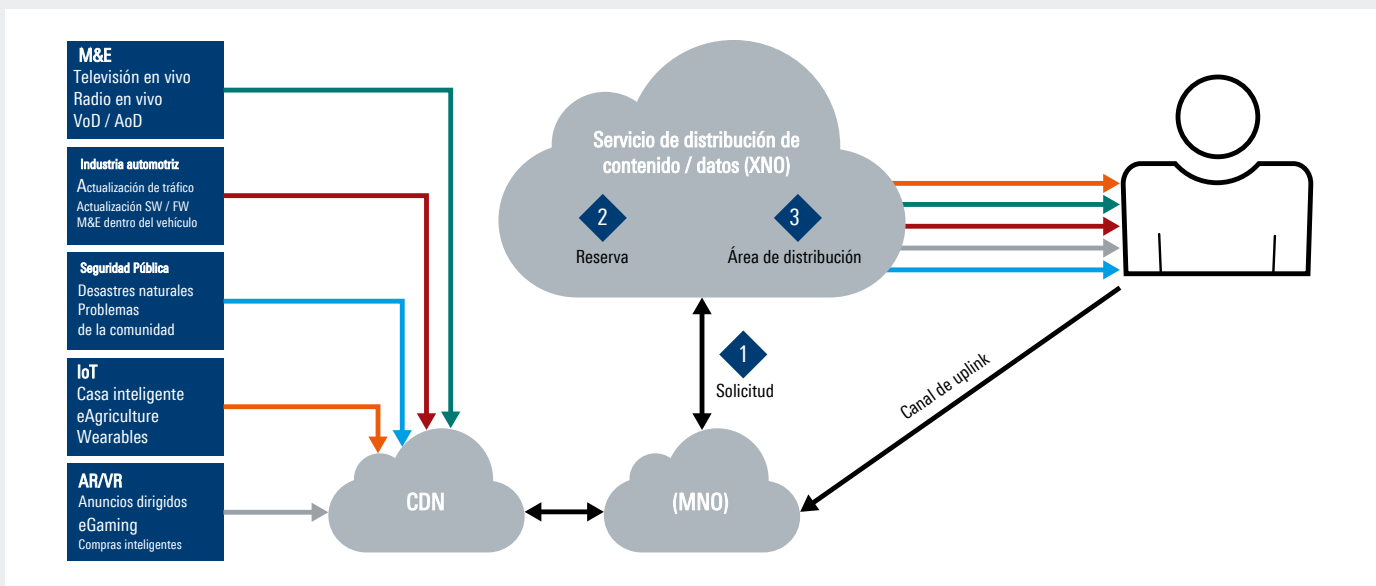 M&E
Televisión en vivo
Radio en vivo
VoD / AoD
Industria automotriz
Actualización de tráfico
Actualización SW / FW
M&E dentro del vehículo
Seguridad Pública
Desastres naturales
Problemas
de la comunidad
IoT
Casa inteligente
eAgriculture
Wearables
AR/VR
Anuncios dirigidos
eGaming
Compras inteligentes
CDN
(MNO)
1
Solicitud
Servicio de distribución de
contenido / datos (XNO)
2
Reserva
3
Área de distribución
Canal de uplink